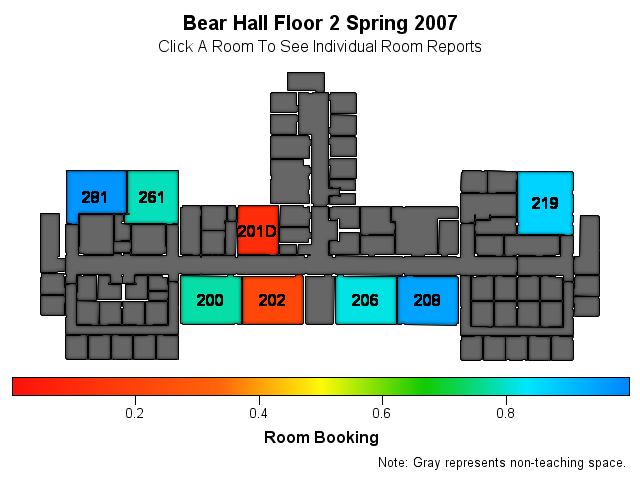 Bear Hall Floor 2 Spring 2007
Click A Room To See Individual Room Reports
281 261
219
201D
200 202 206 208
0.2 0.4 0.6 0.8
Room Booking
Note: Gray represents non-teaching space.